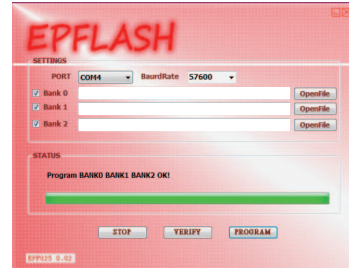 EPFLASH
SETTINGS
PORT COM4 BaurdRate 57600
Bank 0 OpenFile
Bank 1 OpenFile
Bank 2 OpenFile
STATUS
Program BANK0 BANK1 BANK2 OK!
STOP VERIFY PROGRAM
EFP025 0.02